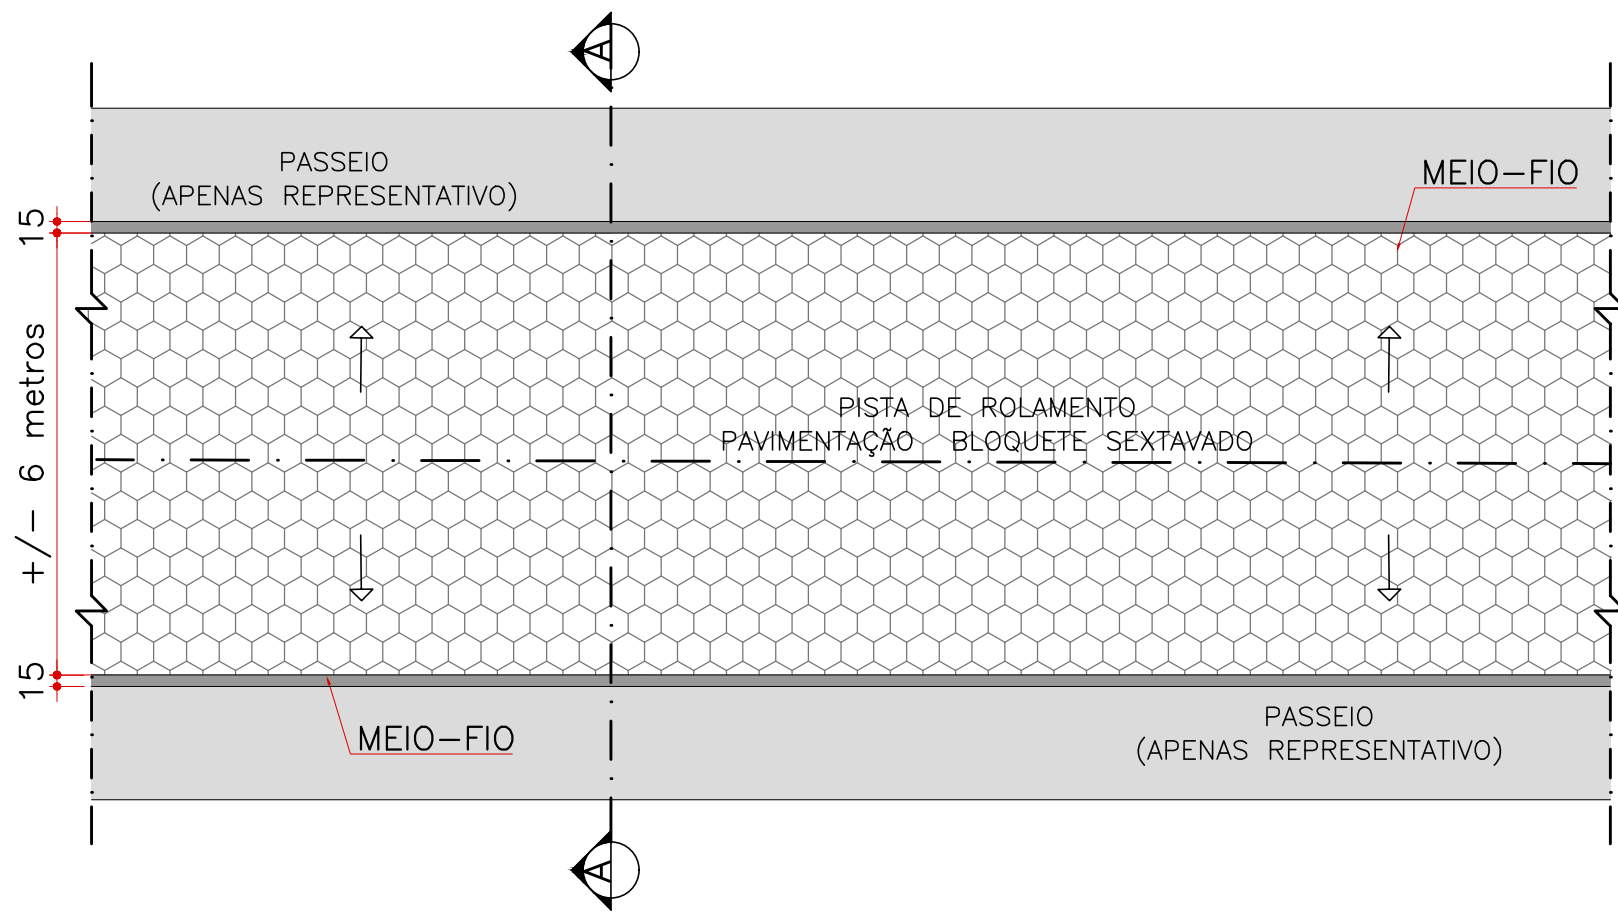 A
PASSEIO
(APENAS REPRESENTATIVO)
MEIO-FIO
15
+/- 6 metros
PISTA DE ROLAMENTO
PAVIMENTAÇÃO BLOQUETE SEXTAVADO
15
MEIO-FIO
PASSEIO
(APENAS REPRESENTATIVO)
A